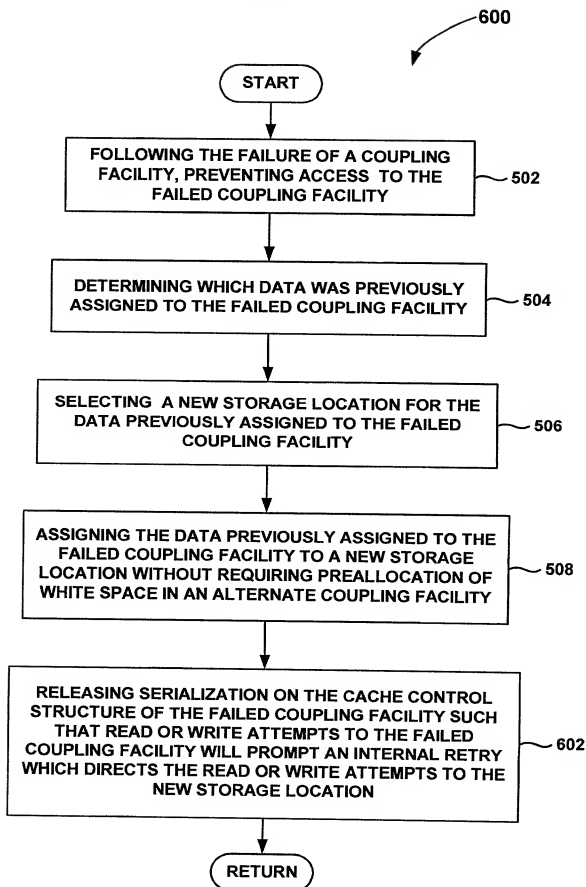 600
START
FOLLOWING THE FAILURE OF A COUPLING
FACILITY, PREVENTING ACCESS TO THE
FAILED COUPLING FACILITY
502
DETERMINING WHICH DATA WAS PREVIOUSLY
ASSIGNED TO THE FAILED COUPLING FACILITY
504
SELECTING A NEW STORAGE LOCATION FOR THE
DATA PREVIOUSLY ASSIGNED TO THE FAILED
COUPLING FACILITY
506
ASSIGNING THE DATA PREVIOUSLY ASSIGNED TO THE
FAILED COUPLING FACILITY TO A NEW STORAGE
LOCATION WITHOUT REQUIRING PREALLOCATION OF
WHITE SPACE IN AN ALTERNATE COUPLING FACILITY
508
RELEASING SERIALIZATION ON THE CACHE CONTROL
STRUCTURE OF THE FAILED COUPLING FACILITY SUCH
THAT READ OR WRITE ATTEMPTS TO THE FAILED
COUPLING FACILITY WILL PROMPT AN INTERNAL RETRY
WHICH DIRECTS THE READ OR WRITE ATTEMPTS TO THE
NEW STORAGE LOCATION
602
RETURN